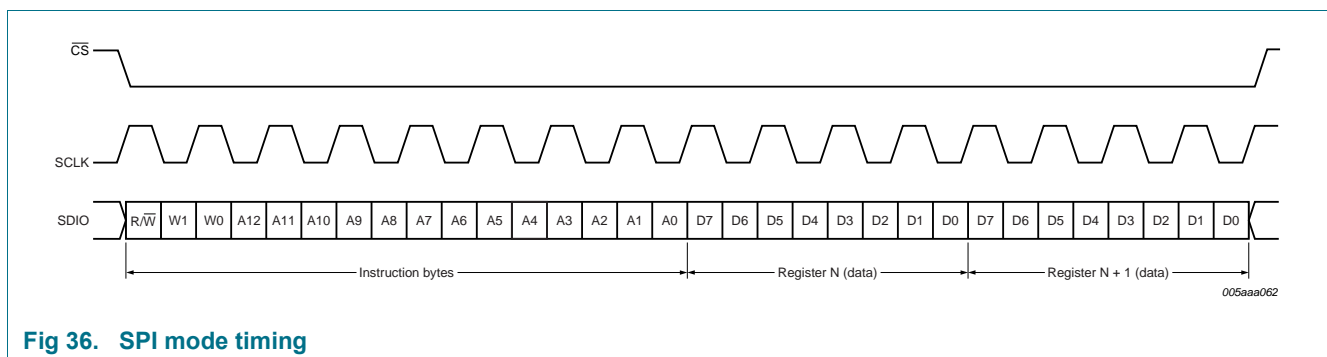 CS
SCLK
SDIO R/W W1 W0 A12 A11 A10 A9 A8 A7 A6 A5 A4 A3 A2 A1 A0 D7 D6 D5 D4 D3 D2 D1 D0 D7 D6 D5 D4 D3 D2 D1 D0
Instruction bytes Register N (data) Register N + 1 (data)
005aaa062
Fig 36. SPI mode timing